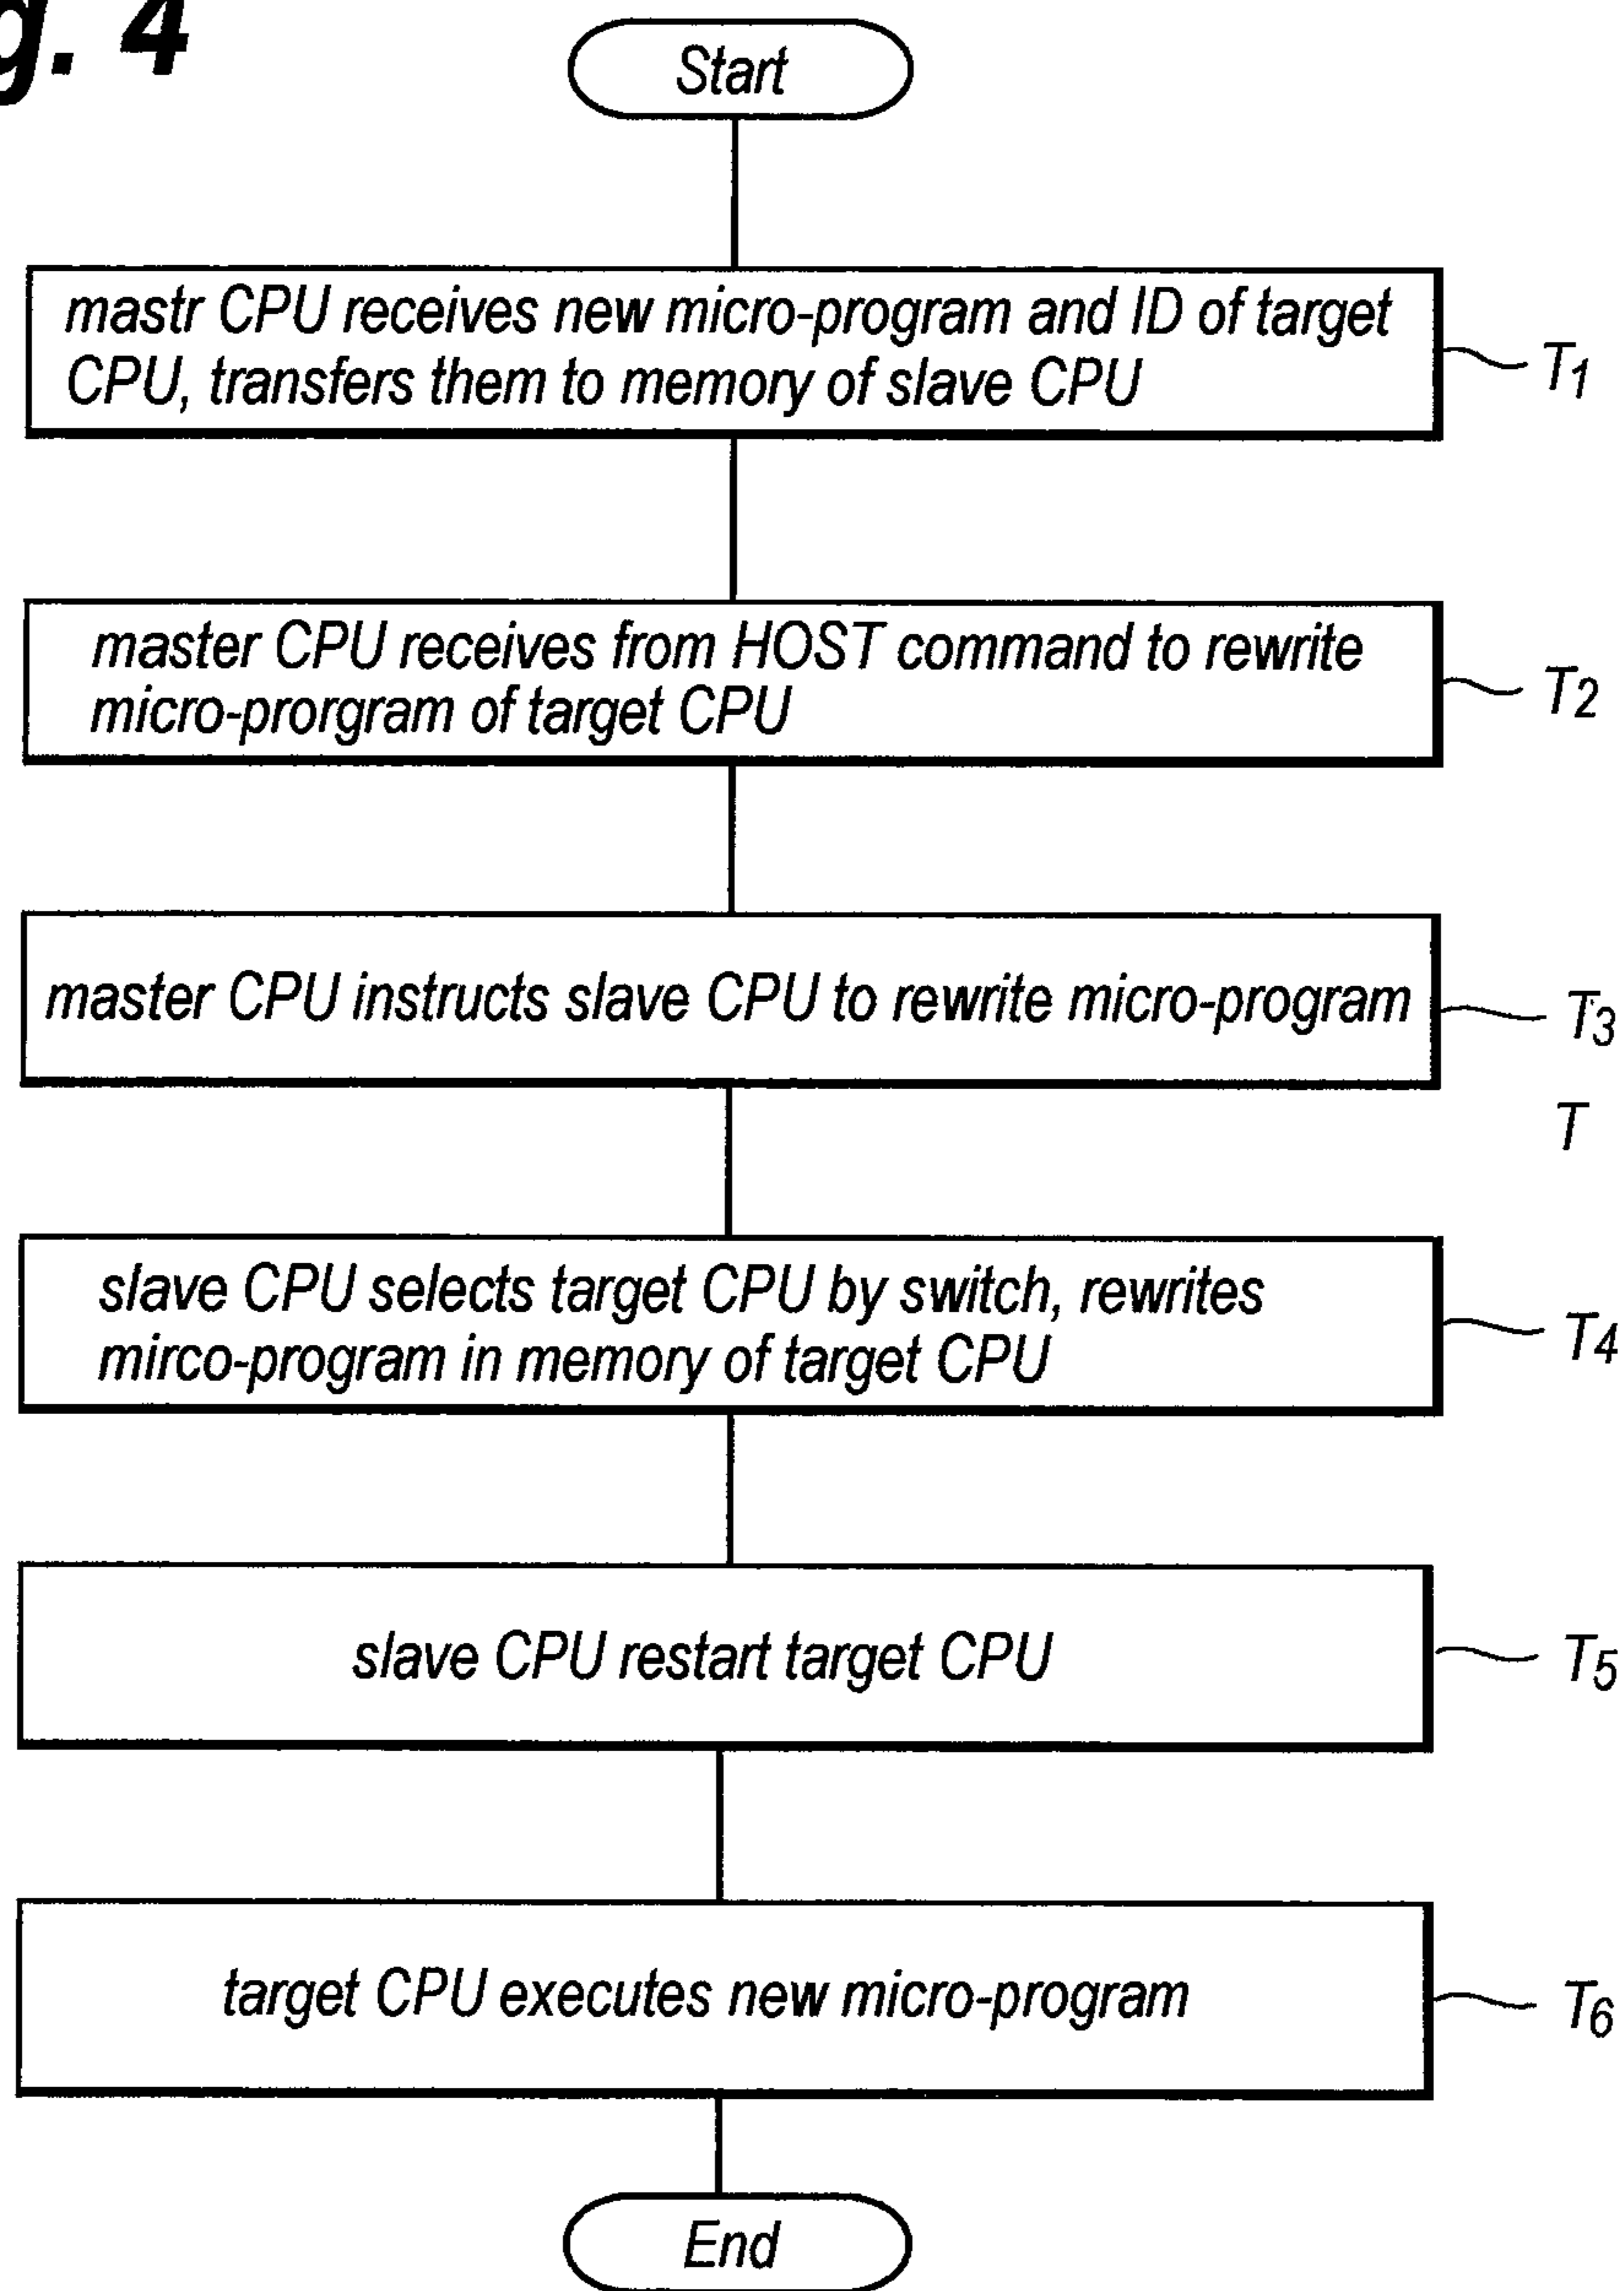 g. 4
Start
mastr CPU receives new micro-program and ID of target
CPU, transfers them to memory of slave CPU
T1
master CPU receives from HOST command to rewrite
micro-prorgram of target CPU
T2
master CPU instructs slave CPU to rewrite micro-program
T3
T
slave CPU selects target CPU by switch, rewrites
mirco-program in memory of target CPU
T4
slave CPU restart target CPU
T5
target CPU executes new micro-program
T6
End